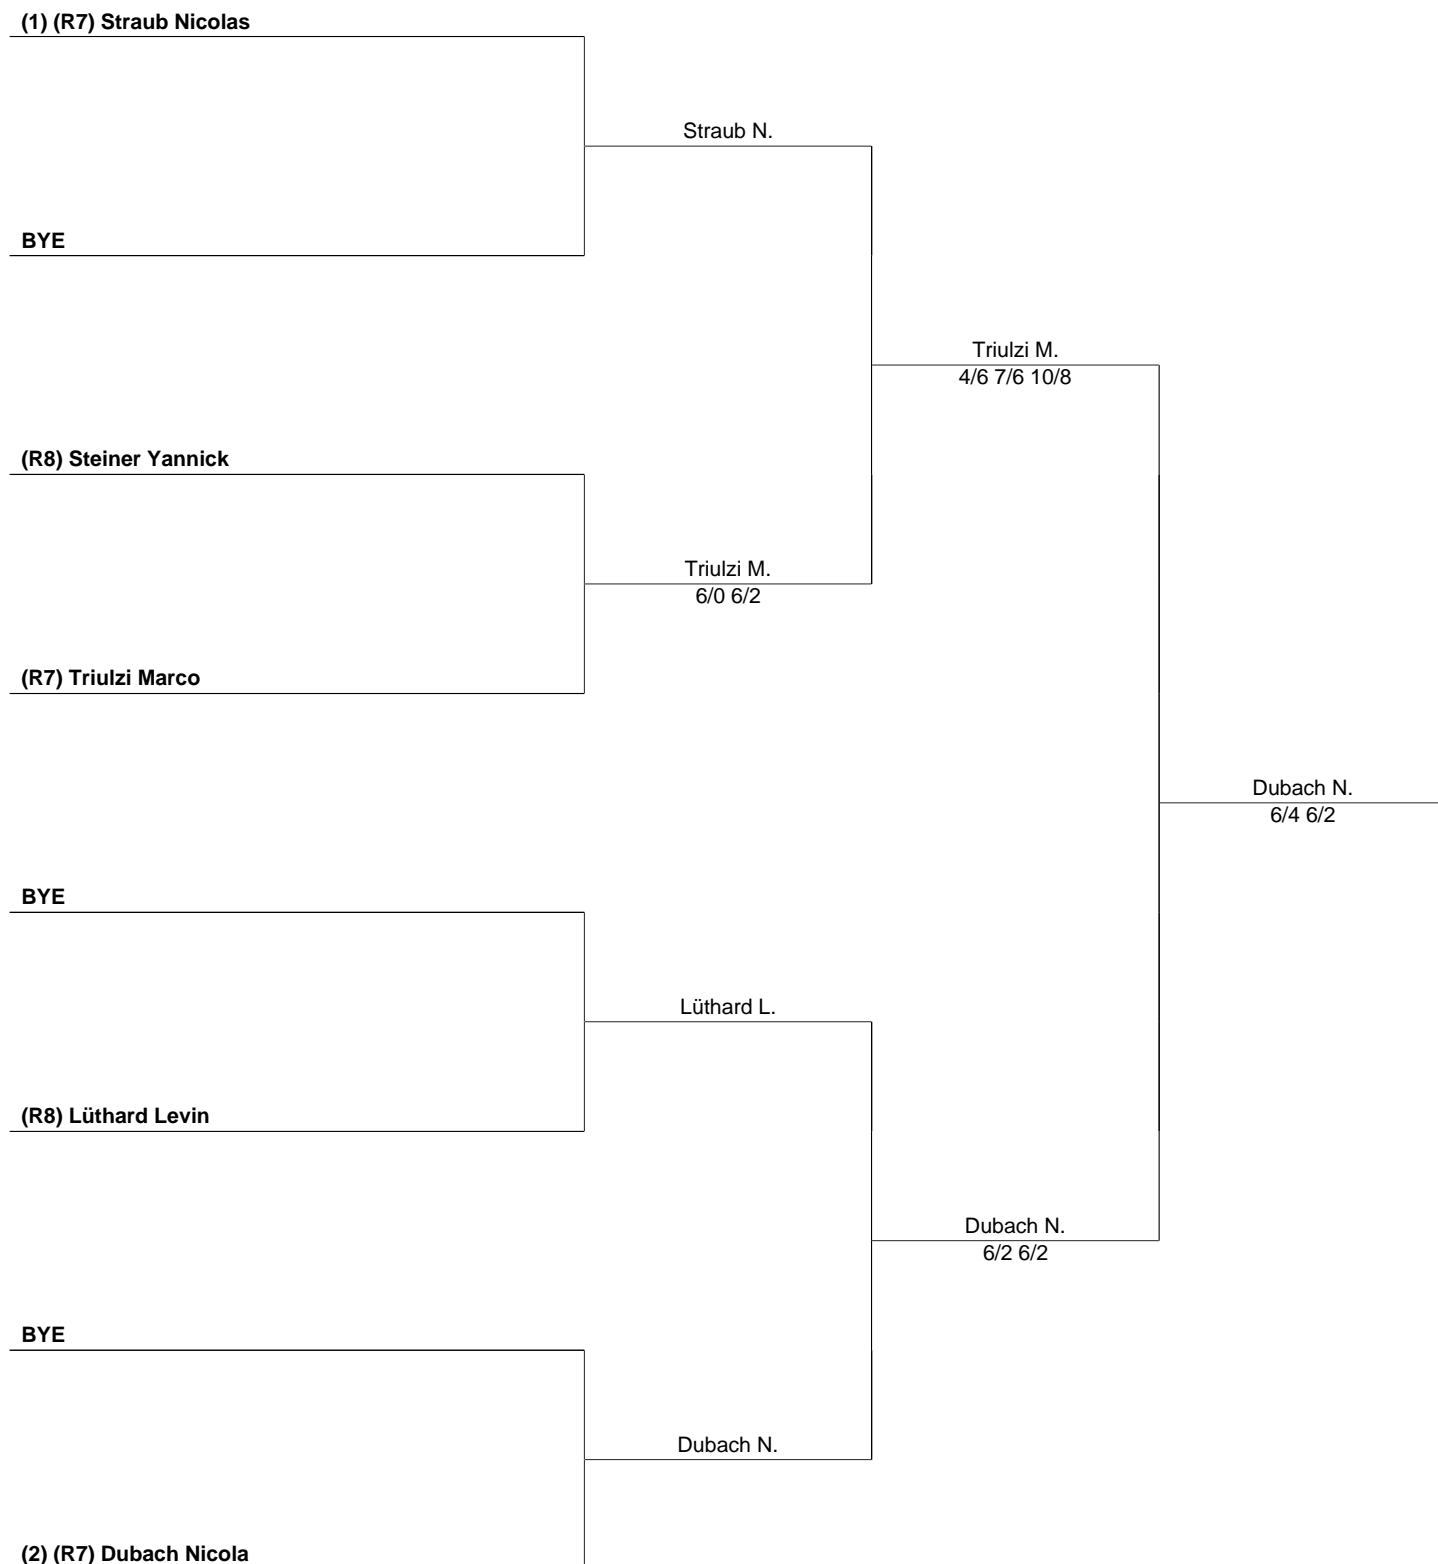 (1) (R7) Straub Nicolas
Straub N.
BYE
Triulzi M.
4/6 7/6 10/8
(R8) Steiner Yannick
Triulzi M.
6/0 6/2
(R7) Triulzi Marco
Dubach N.
6/4 6/2
BYE
Lüthard L.
(R8) Lüthard Levin
Dubach N.
6/2 6/2
BYE
Dubach N.
(2) (R7) Dubach Nicola